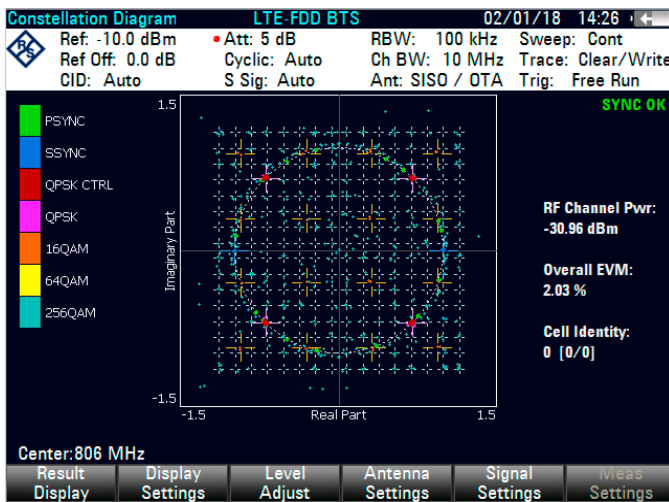 Constellation Diagram LTE-FDD BTS 02/01/18 14:26
Ref: -10.0 dBm • Att: 5 dB RBW: 100 kHz Sweep: Cont
Ref Off: 0.0 dB Cyclic: Auto Ch BW: 10 MHz Trace: Clear/Write
CID: Auto S Sig: Auto Ant: SISO / OTA Trig: Free Run
R&S
SYNC OK
PSYNC
SSYNC
QPSK CTRL
QPSK
16QAM
64QAM
256QAM
1.5
Imaginary Part
-1.5
-1.5 Real Part 1.5
RF Channel Pwr:
-30.96 dBm
Overall EVM:
2.03 %
Cell Identity:
0 [0/0]
Center:806 MHz
Result Display
Display Settings
Level Adjust
Antenna Settings
Signal Settings
Meas Settings